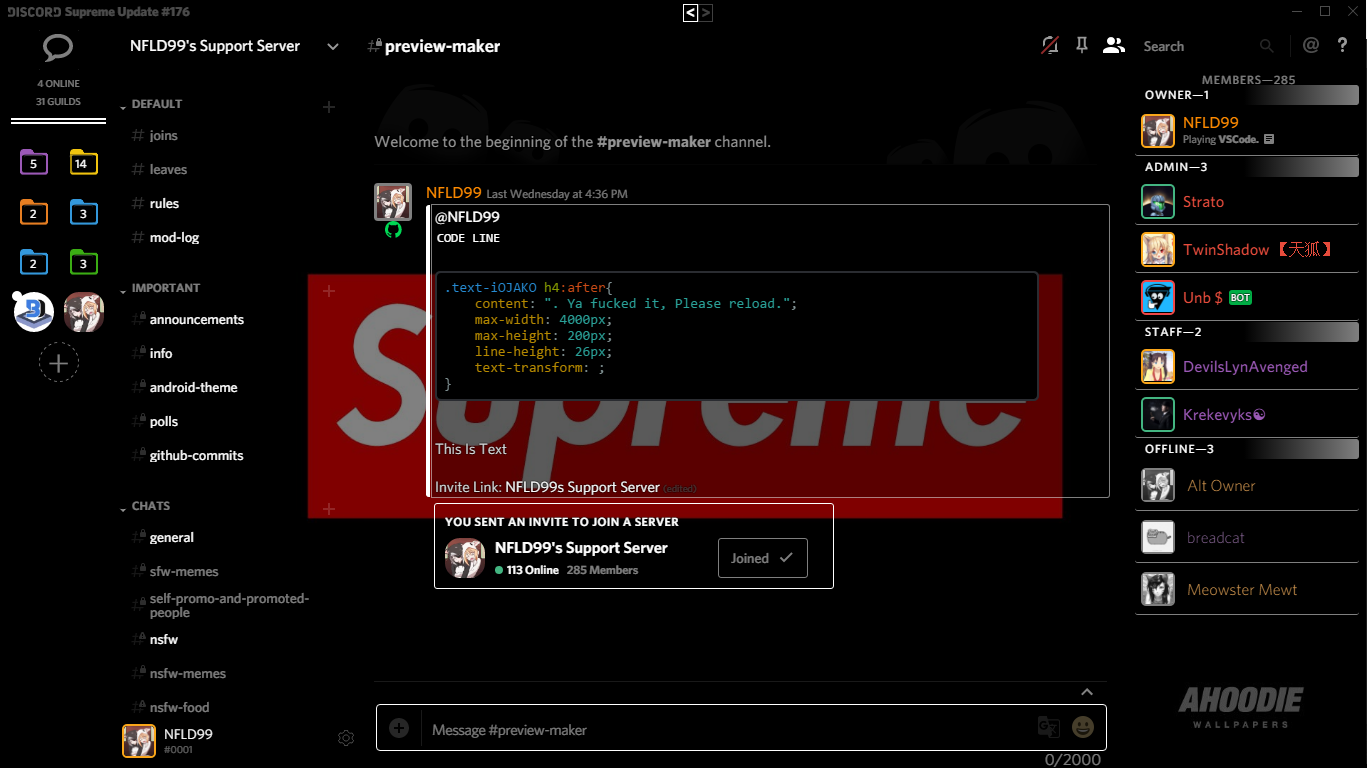 DISCORD Supreme Update #176
< >
4 ONLINE
31 GUILDS
5
14
2
3
2
3
NFLD99's Support Server
DEFAULT
# joins
# leaves
# rules
# mod-log
IMPORTANT
# announcements
# info
# android-theme
# polls
# github-commits
CHATS
# general
# sfw-memes
# self-promo-and-promoted-
people
# nsfw
# nsfw-memes
# nsfw-food
NFLD99
#0001
# preview-maker
Search
@ ?
Welcome to the beginning of the #preview-maker channel.
NFLD99 Last Wednesday at 4:36 PM
@NFLD99
CODE LINE
.text-iOJAKO h4:after{
content: ". Ya fucked it, Please reload.";
max-width: 4000px;
max-height: 200px;
line-height: 26px;
text-transform: ;
}
Supreme
This Is Text
Invite Link: NFLD99s Support Server (edited)
YOU SENT AN INVITE TO JOIN A SERVER
NFLD99's Support Server
113 Online 285 Members
Joined
Message #preview-maker
0/2000
MEMBERS—285
OWNER—1
NFLD99
Playing VSCode.
ADMIN—3
Strato
TwinShadow 【天狐】
Unb $ BOT
STAFF—2
DevilsLynAvenged
Krekevyks☯
OFFLINE—3
Alt Owner
breadcat
Meowster Mewt
AHOODIE
WALLPAPERS